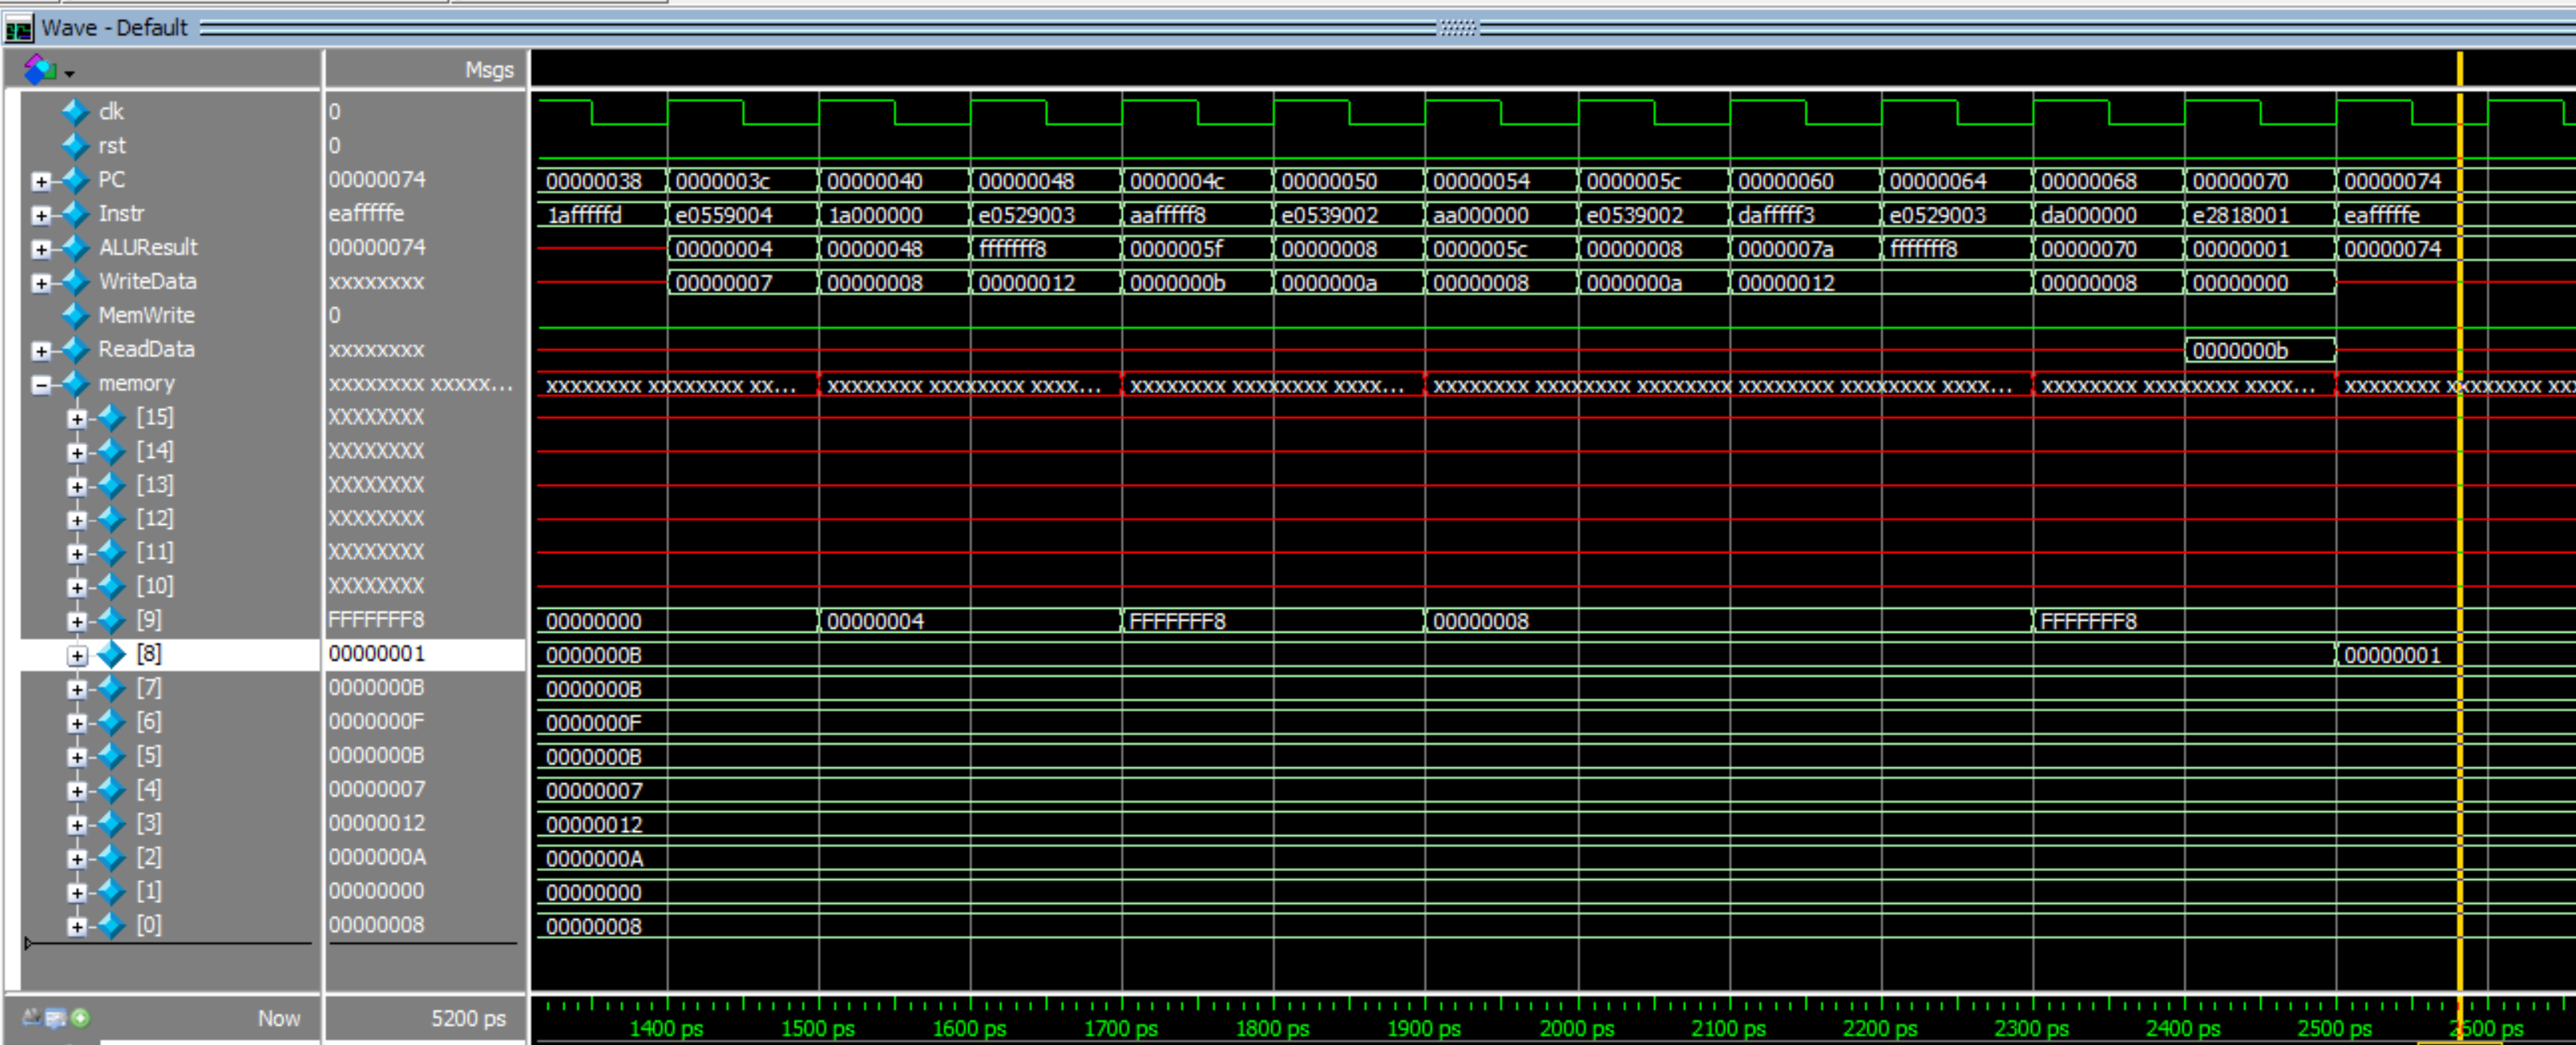 Wave - Default
Msgs
clk 0
rst 0
PC 00000074 00000038 0000003c 00000040 00000048 0000004c 00000050 00000054 0000005c 00000060 00000064 00000068 00000070 00000074
Instr eafffffe 1afffffd e0559004 1a000000 e0529003 aafffff8 e0539002 aa000000 e0539002 dafffff3 e0529003 da000000 e2818001 eafffffe
ALUResult 00000074 00000004 00000048 fffffff8 0000005f 00000008 0000005c 00000008 0000007a fffffff8 00000070 00000001 00000074
WriteData xxxxxxxx 00000007 00000008 00000012 0000000b 0000000a 00000008 0000000a 00000012 00000008 00000000
MemWrite 0
ReadData xxxxxxxx 0000000b
memory xxxxxxxx xxxxx... xxxxxxxx xxxxxxxx xx... xxxxxxxx xxxxxxxx xxxx... xxxxxxxx xxxxxxxx xxxx... xxxxxxxx xxxxxxxx xxxxxxxx xxxxxxxx xxxxxxxx xxxx... xxxxxxxx xxxxxxxx xxxx... xxxxxxxx xxxxxxxx xxx
[15] XXXXXXXX
[14] XXXXXXXX
[13] XXXXXXXX
[12] XXXXXXXX
[11] XXXXXXXX
[10] XXXXXXXX
[9] FFFFFFF8 00000000 00000004 FFFFFFF8 00000008 FFFFFFF8
[8] 00000001 0000000B 00000001
[7] 0000000B 0000000B
[6] 0000000F 0000000F
[5] 0000000B 0000000B
[4] 00000007 00000007
[3] 00000012 00000012
[2] 0000000A 0000000A
[1] 00000000 00000000
[0] 00000008 00000008
Now 5200 ps 1400 ps 1500 ps 1600 ps 1700 ps 1800 ps 1900 ps 2000 ps 2100 ps 2200 ps 2300 ps 2400 ps 2500 ps 2600 ps